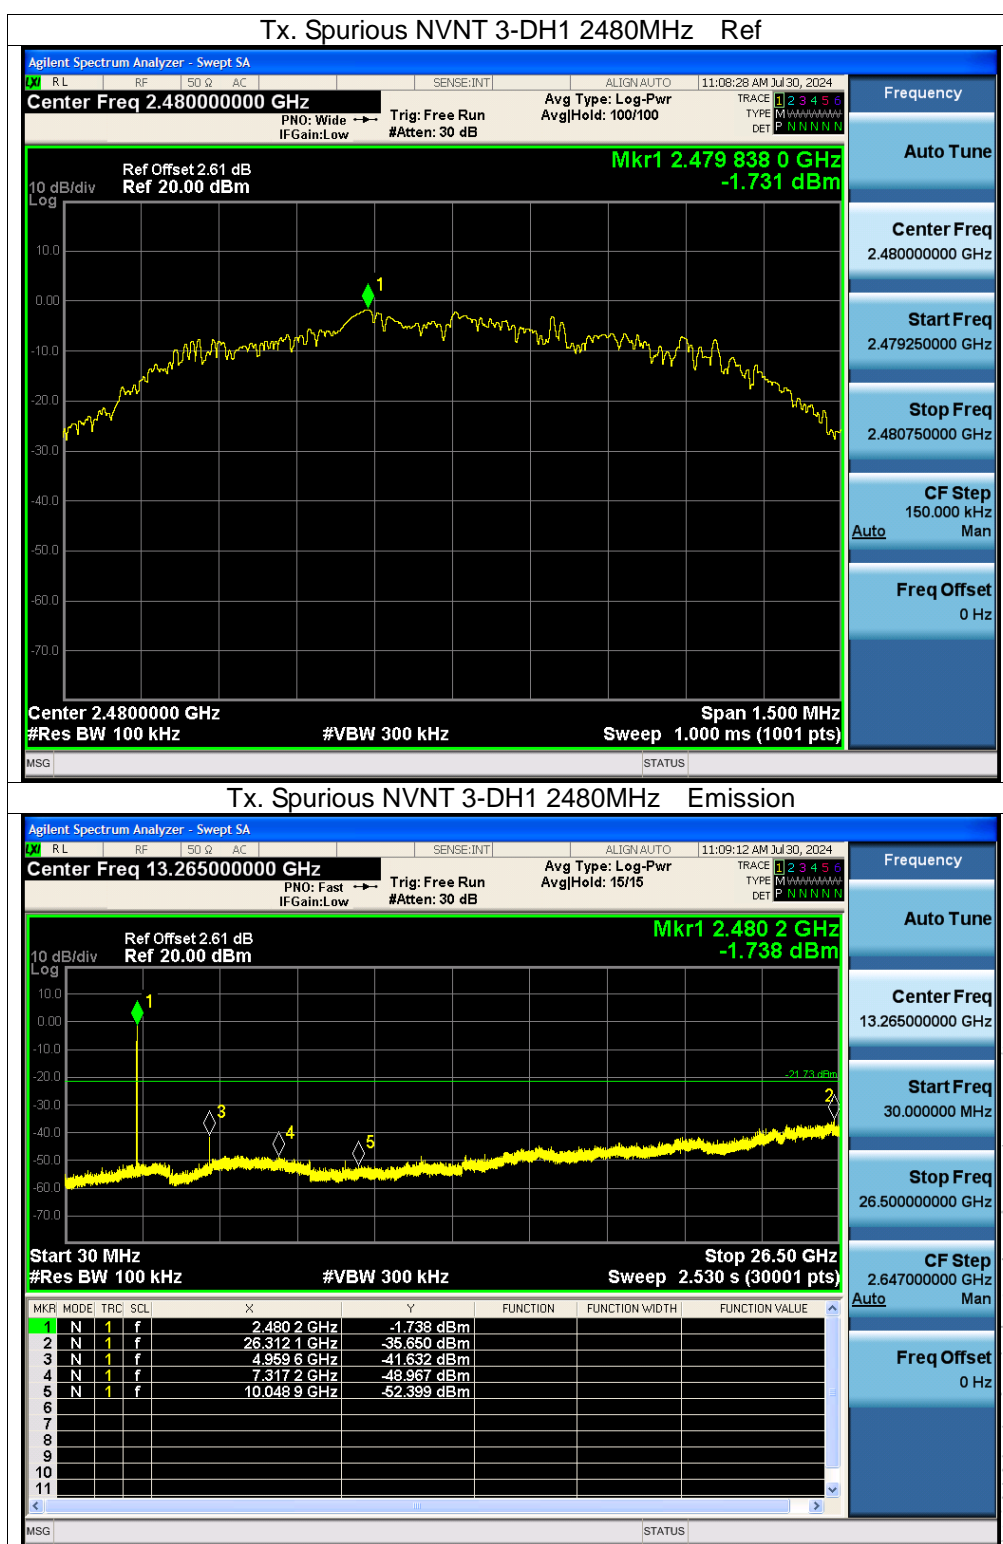 Tx. Spurious NVNT 3-DH1 2480MHz Ref
Agilent Spectrum Analyzer - Swept SA
LXI RL RF 50 Ω AC SENSE:INT ALIGN AUTO 11:08:28 AM Jul 30, 2024
Center Freq 2.480000000 GHz
PNO: Wide
IFGain:Low
Trig: Free Run
#Atten: 30 dB
Avg Type: Log-Pwr
Avg|Hold: 100/100
TRACE 1 2 3 4 5 6
TYPE M W W W W W
DET P N N N N N
Mkr1 2.479 838 0 GHz
-1.731 dBm
Ref Offset 2.61 dB
10 dB/div Ref 20.00 dBm
Log
10.0
0.00
-10.0
-20.0
-30.0
-40.0
-50.0
-60.0
-70.0
1
Center 2.4800000 GHz Span 1.500 MHz
#Res BW 100 kHz #VBW 300 kHz Sweep 1.000 ms (1001 pts)
MSG STATUS
Frequency
Auto Tune
Center Freq
2.480000000 GHz
Start Freq
2.479250000 GHz
Stop Freq
2.480750000 GHz
CF Step
150.000 kHz
Auto Man
Freq Offset
0 Hz
Tx. Spurious NVNT 3-DH1 2480MHz Emission
Agilent Spectrum Analyzer - Swept SA
LXI RL RF 50 Ω AC SENSE:INT ALIGN AUTO 11:09:12 AM Jul 30, 2024
Center Freq 13.265000000 GHz
PNO: Fast
IFGain:Low
Trig: Free Run
#Atten: 30 dB
Avg Type: Log-Pwr
Avg|Hold: 15/15
TRACE 1 2 3 4 5 6
TYPE M W W W W W
DET P N N N N N
Mkr1 2.480 2 GHz
-1.738 dBm
Ref Offset 2.61 dB
10 dB/div Ref 20.00 dBm
Log
10.0
0.00
-10.0
-20.0
-30.0
-40.0
-50.0
-60.0
-70.0
1
-21.73 dBm
2
3
4
5
Start 30 MHz Stop 26.50 GHz
#Res BW 100 kHz #VBW 300 kHz Sweep 2.530 s (30001 pts)
MKR MODE TRC SCL X Y FUNCTION FUNCTION WIDTH FUNCTION VALUE
1 N 1 f 2.480 2 GHz -1.738 dBm
2 N 1 f 26.312 1 GHz -35.650 dBm
3 N 1 f 4.959 6 GHz -41.632 dBm
4 N 1 f 7.317 2 GHz -48.967 dBm
5 N 1 f 10.048 9 GHz -52.399 dBm
6
7
8
9
10
11
MSG STATUS
Frequency
Auto Tune
Center Freq
13.265000000 GHz
Start Freq
30.000000 MHz
Stop Freq
26.500000000 GHz
CF Step
2.647000000 GHz
Auto Man
Freq Offset
0 Hz